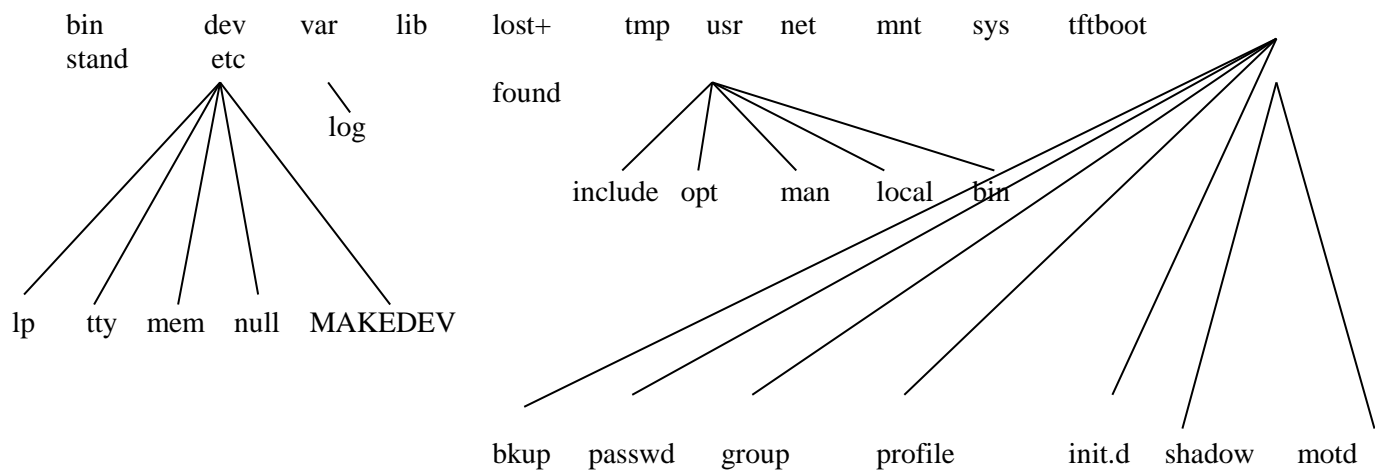 bin dev var lib lost+ tmp usr net mnt sys tftboot
stand etc
found
log
include opt man local bin
lp tty mem null MAKEDEV
bkup passwd group profile init.d shadow motd